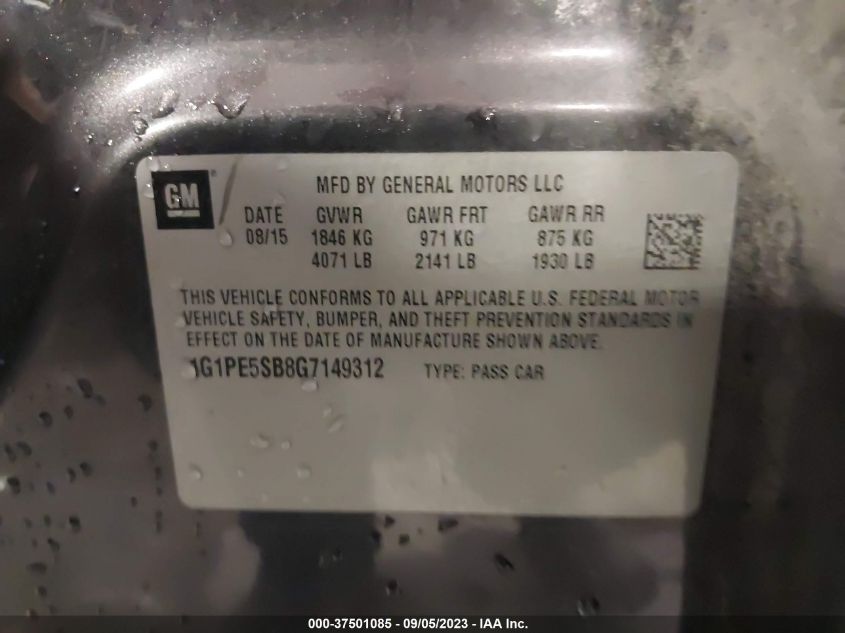 GM
MFD BY GENERAL MOTORS LLC
DATE GVWR GAWR FRT GAWR RR
08/15 1846 KG 971 KG 875 KG
4071 LB 2141 LB 1930 LB
THIS VEHICLE CONFORMS TO ALL APPLICABLE U.S. FEDERAL MOTOR
VEHICLE SAFETY, BUMPER, AND THEFT PREVENTION STANDARDS IN
EFFECT ON THE DATE OF MANUFACTURE SHOWN ABOVE.
1G1PE5SB8G7149312 TYPE: PASS CAR
000-37501085 - 09/05/2023 - IAA Inc.